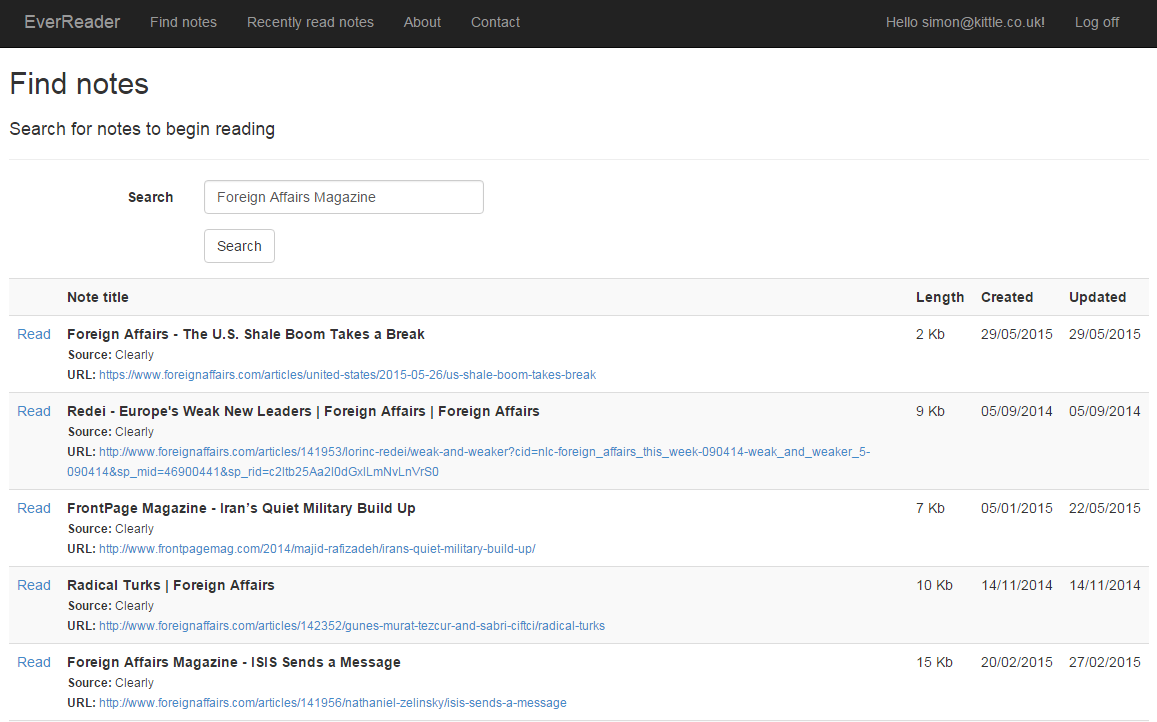 EverReader Find notes Recently read notes About Contact Hello simon@kittle.co.uk! Log off
Find notes
Search for notes to begin reading
Search Foreign Affairs Magazine
Search
Note title Length Created Updated
Read Foreign Affairs - The U.S. Shale Boom Takes a Break 2 Kb 29/05/2015 29/05/2015
Source: Clearly
URL: https://www.foreignaffairs.com/articles/united-states/2015-05-26/us-shale-boom-takes-break
Read Redei - Europe's Weak New Leaders | Foreign Affairs | Foreign Affairs 9 Kb 05/09/2014 05/09/2014
Source: Clearly
URL: http://www.foreignaffairs.com/articles/141953/lorinc-redei/weak-and-weaker?cid=nlc-foreign_affairs_this_week-090414-weak_and_weaker_5-
090414&sp_mid=46900441&sp_rid=c2ltb25Aa2l0dGxlLmNvLnVrS0
Read FrontPage Magazine - Iran’s Quiet Military Build Up 7 Kb 05/01/2015 22/05/2015
Source: Clearly
URL: http://www.frontpagemag.com/2014/majid-rafizadeh/irans-quiet-military-build-up/
Read Radical Turks | Foreign Affairs 10 Kb 14/11/2014 14/11/2014
Source: Clearly
URL: http://www.foreignaffairs.com/articles/142352/gunes-murat-tezcur-and-sabri-ciftci/radical-turks
Read Foreign Affairs Magazine - ISIS Sends a Message 15 Kb 20/02/2015 27/02/2015
Source: Clearly
URL: http://www.foreignaffairs.com/articles/141956/nathaniel-zelinsky/isis-sends-a-message